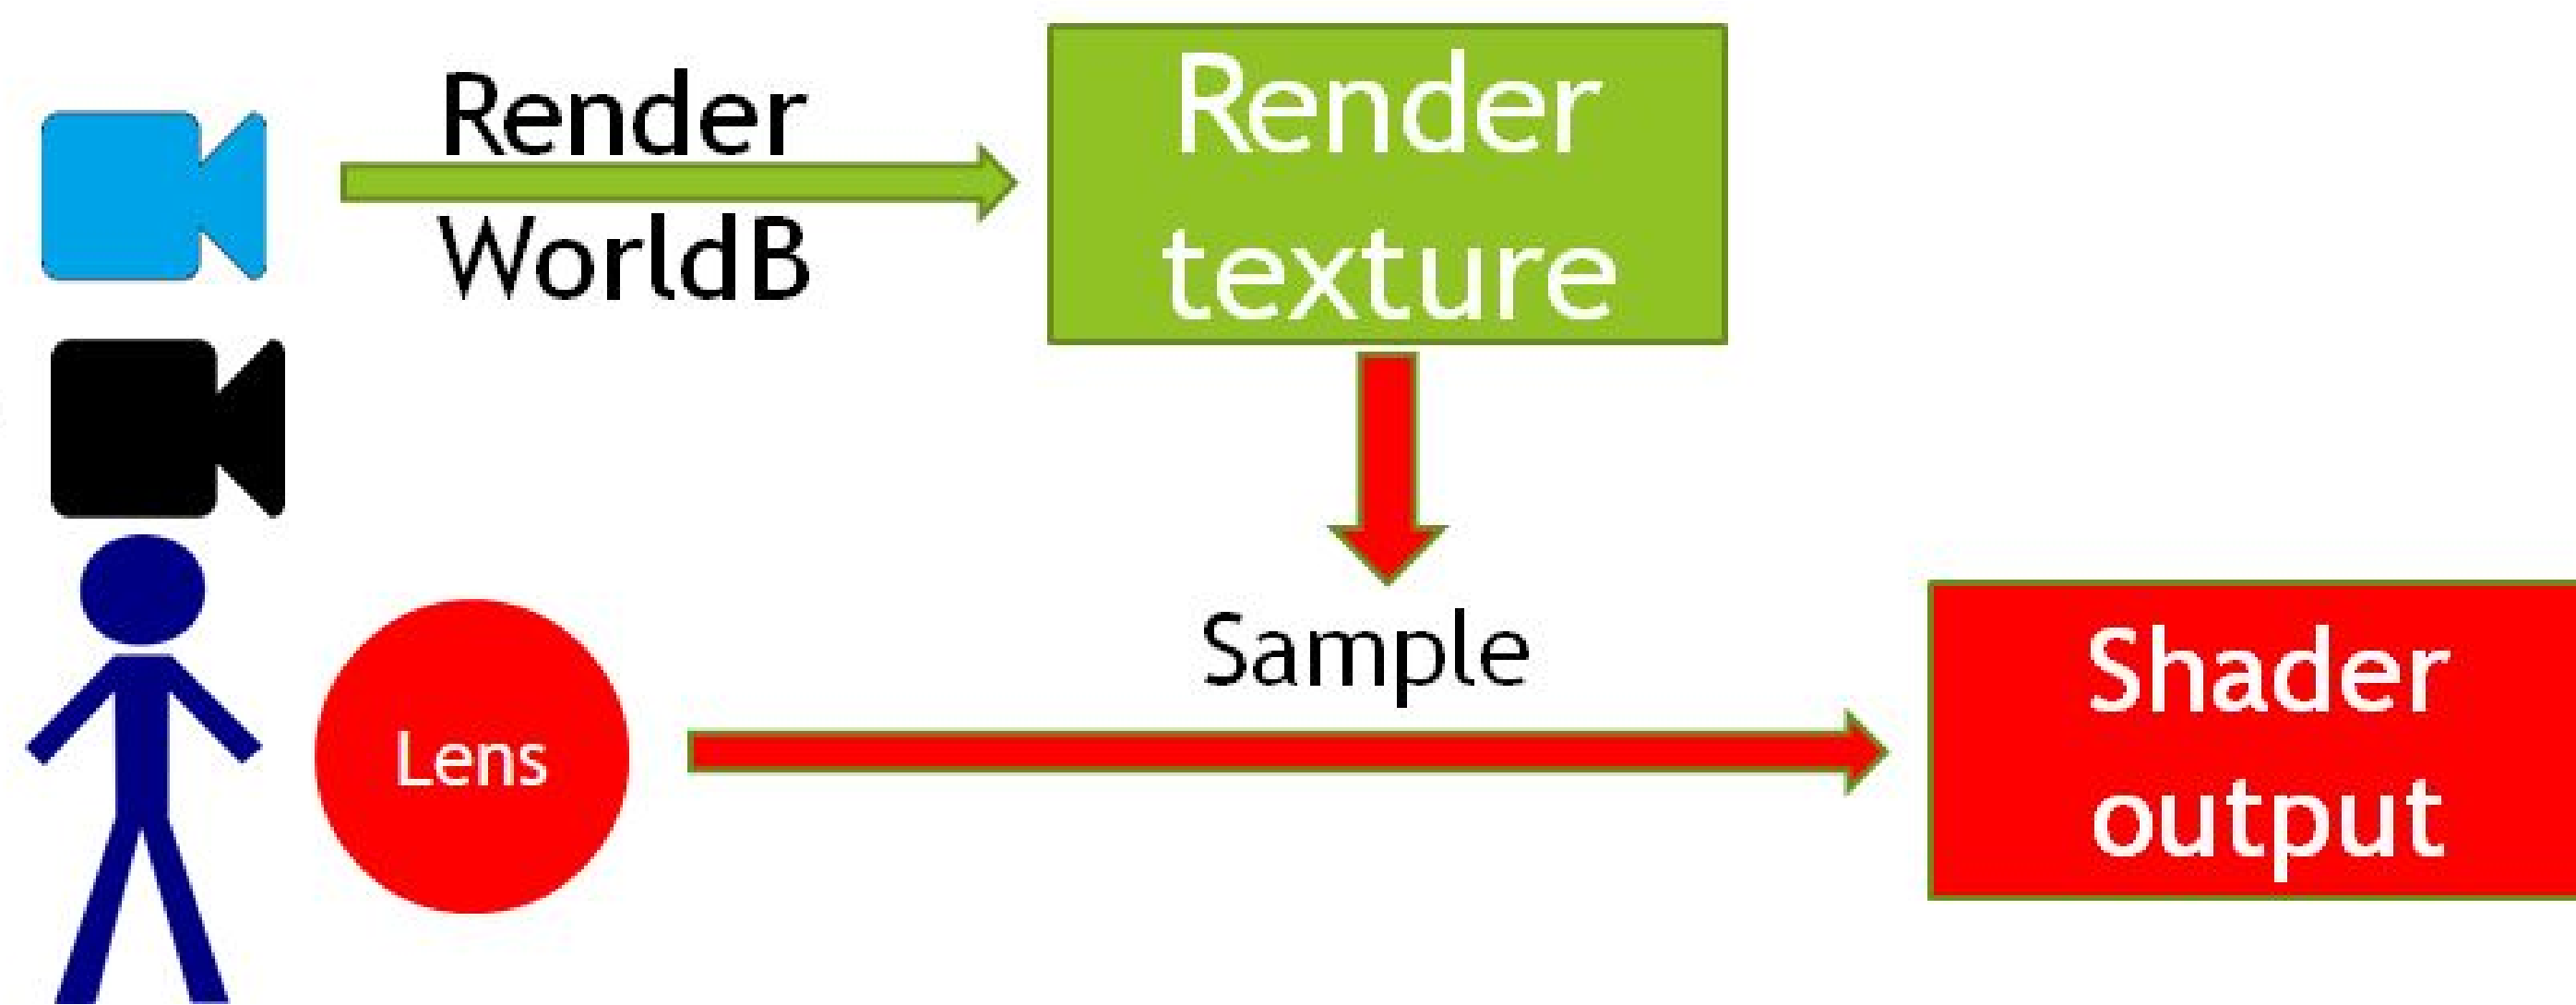 Render
WorldB
Render
texture
Sample
Lens
Shader
output